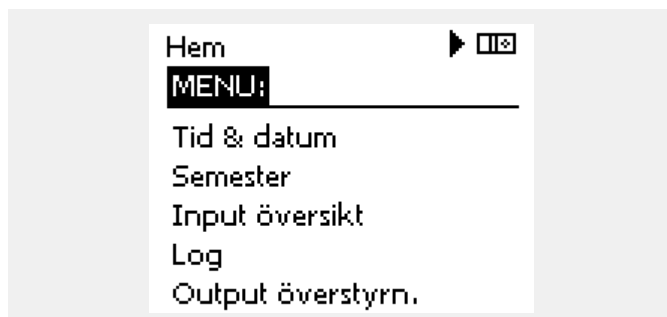 Hem
MENU:
Tid & datum
Semester
Input översikt
Log
Output överstyrn.